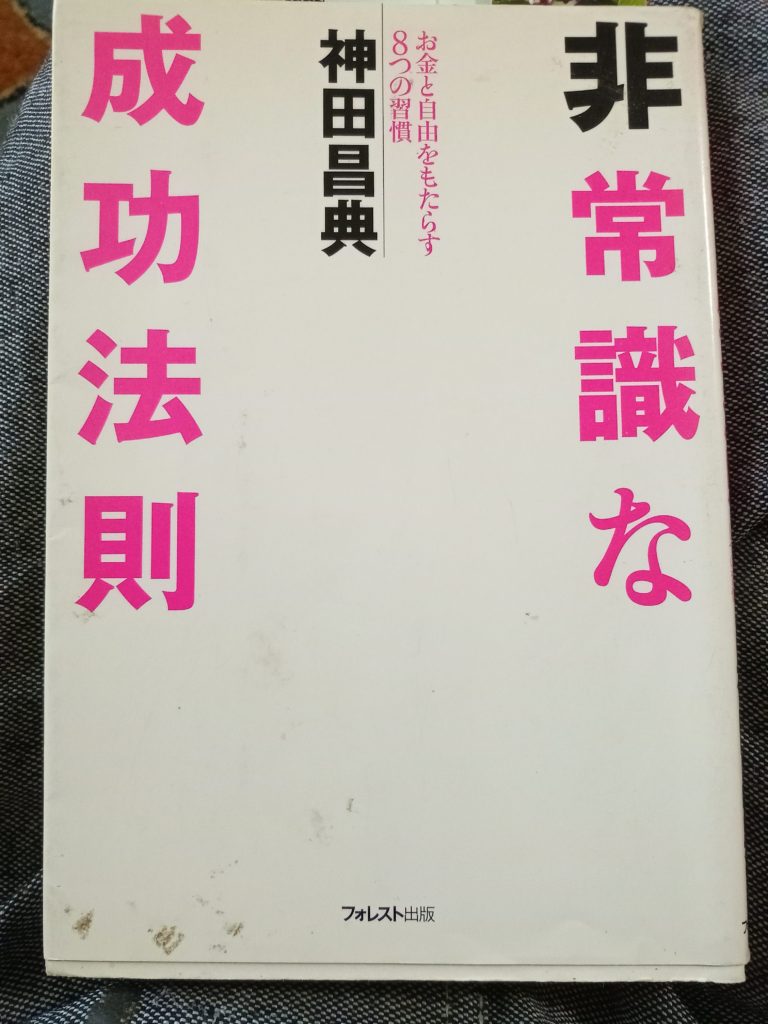 非常識な
お金と自由をもたらす
8つの習慣
神田昌典
成功法則
フォレスト出版